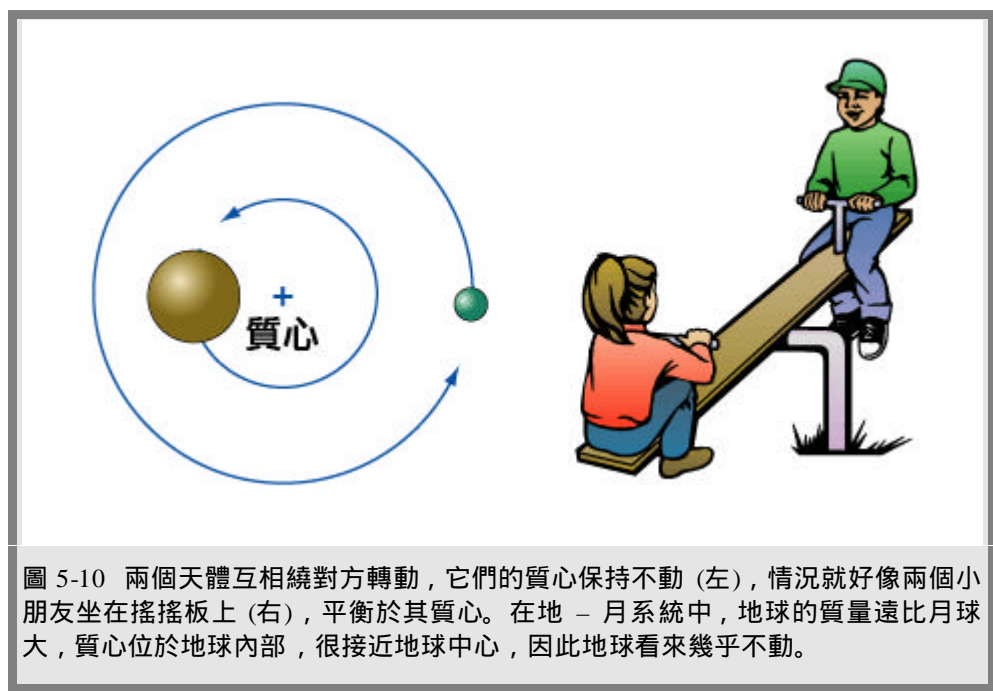 質心
圖 5-10 兩個天體互相繞對方轉動，它們的質心保持不動 (左)，情況就好像兩個小
朋友坐在搖搖板上 (右)，平衡於其質心。在地 – 月系統中，地球的質量遠比月球
大，質心位於地球內部，很接近地球中心，因此地球看來幾乎不動。